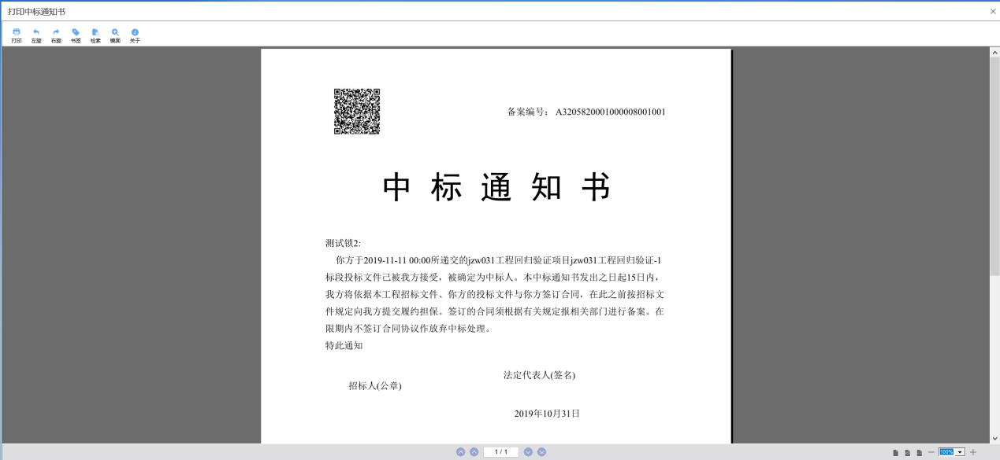 打印中标通知书
打印 左旋 右旋 书签 检索 镜面 关于
备案编号： A3205820001000008001001
中标通知书
测试锁2:
你方于2019-11-11 00:00所递交的jzw031工程回归验证项目jzw031工程回归验证-1
标段投标文件已被我方接受，被确定为中标人。本中标通知书发出之日起15日内，
我方将依据本工程招标文件、你方的投标文件与你方签订合同，在此之前按招标文
件规定向我方提交履约担保。签订的合同须根据有关规定报相关部门进行备案。在
限期内不签订合同协议作放弃中标处理。
特此通知
法定代表人(签名)
招标人(公章)
2019年10月31日
1 / 1
100%